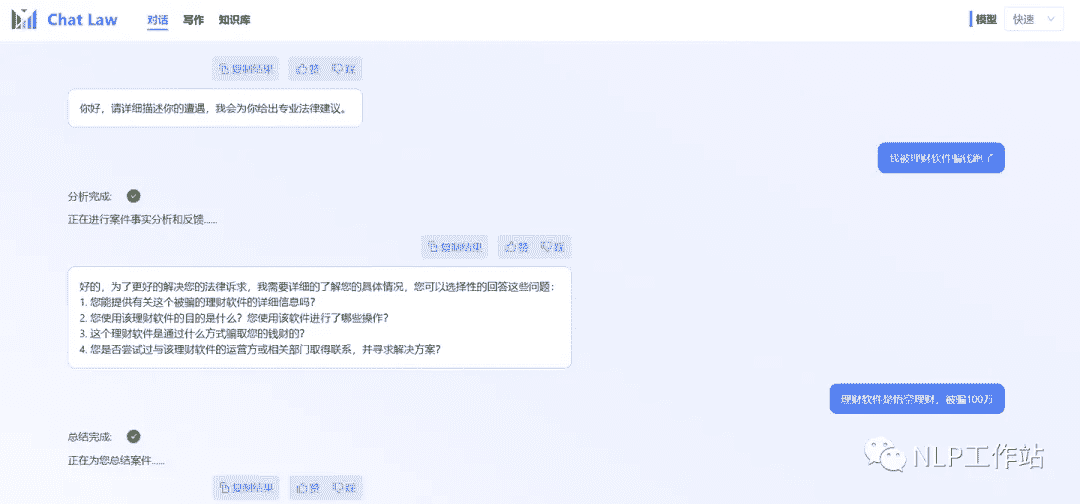 Chat Law 对话 写作 知识库 模型 快速
复制结果 赞 踩
你好，请详细描述你的遭遇，我会为你给出专业法律建议。
我被理财软件骗钱跑了
分析完成:
正在进行案件事实分析和反馈......
复制结果 赞 踩
好的，为了更好的解决您的法律诉求，我需要详细的了解您的具体情况，您可以选择性的回答这些问题：
1. 您能提供有关这个被骗的理财软件的详细信息吗？
2. 您使用该理财软件的目的是什么？您使用该软件进行了哪些操作？
3. 这个理财软件是通过什么方式骗取您的钱财的？
4. 您是否尝试过与该理财软件的运营方或相关部门取得联系，并寻求解决方案？
理财软件是悟空理财，被骗100万
总结完成:
正在为您总结案件......
NLP工作站
复制结果 赞 踩